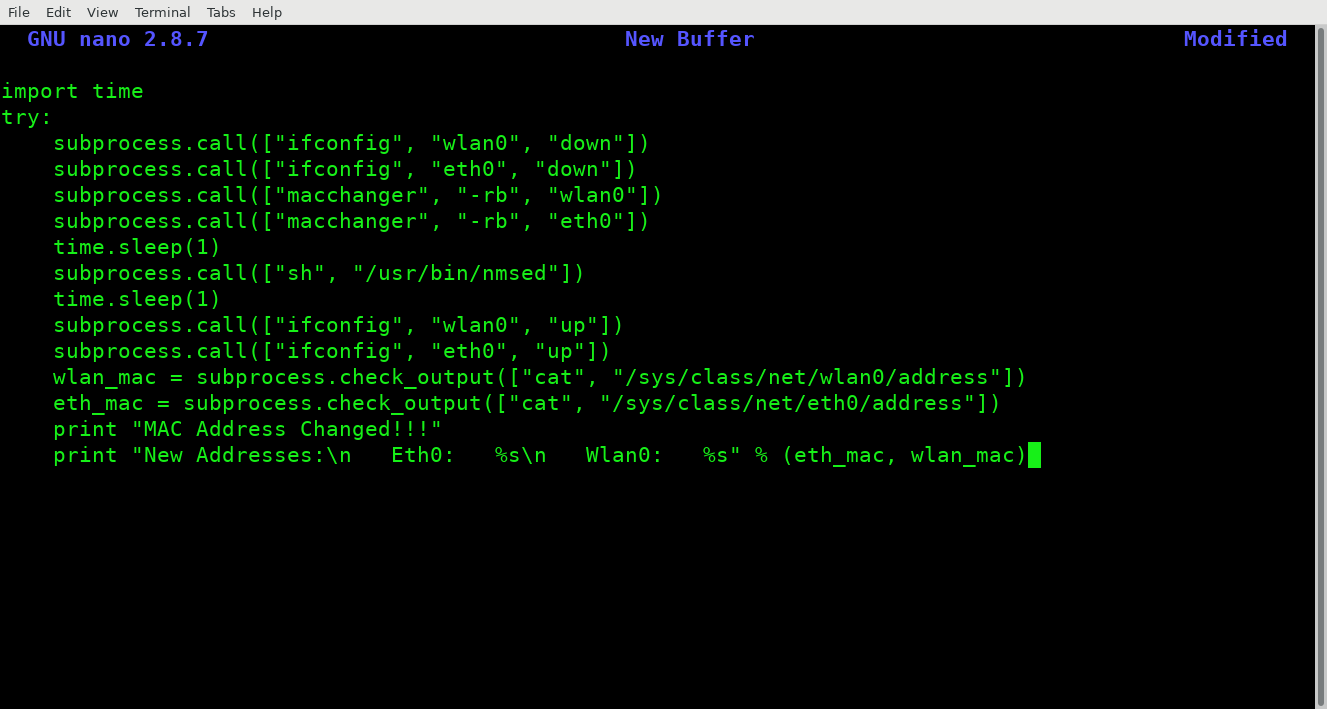 File Edit View Terminal Tabs Help
GNU nano 2.8.7 New Buffer Modified
import time
try:
    subprocess.call(["ifconfig", "wlan0", "down"])
    subprocess.call(["ifconfig", "eth0", "down"])
    subprocess.call(["macchanger", "-rb", "wlan0"])
    subprocess.call(["macchanger", "-rb", "eth0"])
    time.sleep(1)
    subprocess.call(["sh", "/usr/bin/nmsed"])
    time.sleep(1)
    subprocess.call(["ifconfig", "wlan0", "up"])
    subprocess.call(["ifconfig", "eth0", "up"])
    wlan_mac = subprocess.check_output(["cat", "/sys/class/net/wlan0/address"])
    eth_mac = subprocess.check_output(["cat", "/sys/class/net/eth0/address"])
    print "MAC Address Changed!!!"
    print "New Addresses:\n   Eth0:   %s\n   Wlan0:   %s" % (eth_mac, wlan_mac)